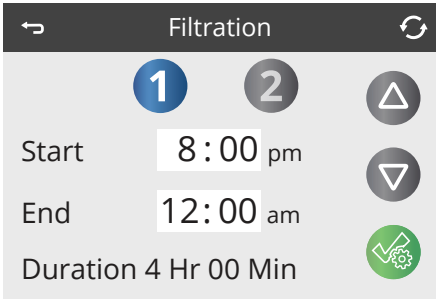 Filtration
1 2
Start 8:00 pm
End 12:00 am
Duration 4 Hr 00 Min